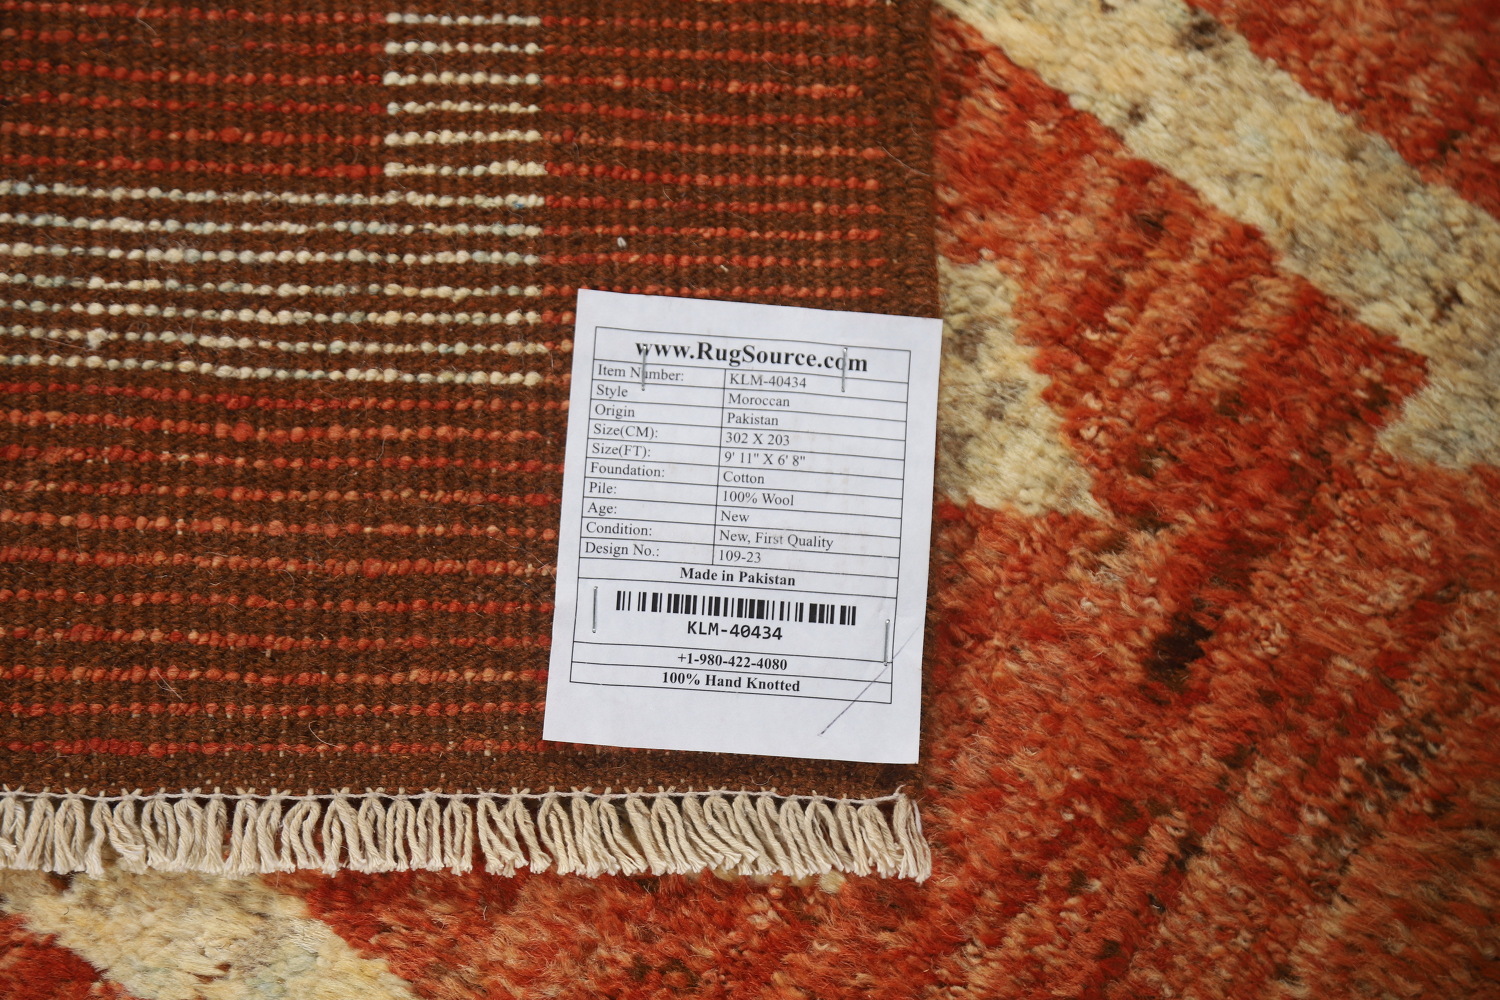 www.RugSource.com
Item Number: KLM-40434
Style Moroccan
Origin Pakistan
Size(CM): 302 X 203
Size(FT): 9' 11" X 6' 8"
Foundation: Cotton
Pile: 100% Wool
Age: New
Condition: New, First Quality
Design No.: 109-23
Made in Pakistan
KLM-40434
+1-980-422-4080
100% Hand Knotted